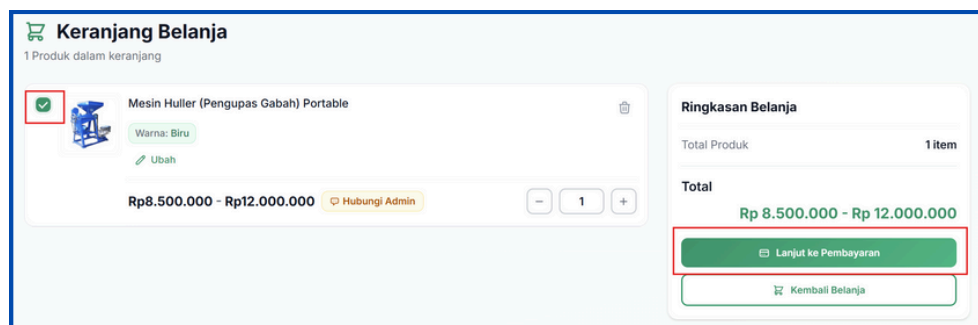 Keranjang Belanja
1 Produk dalam keranjang
Mesin Huller (Pengupas Gabah) Portable
Warna: Biru
Ubah
Rp8.500.000 - Rp12.000.000
Hubungi Admin
1
Ringkasan Belanja
Total Produk 1 item
Total
Rp 8.500.000 - Rp 12.000.000
Lanjut ke Pembayaran
Kembali Belanja